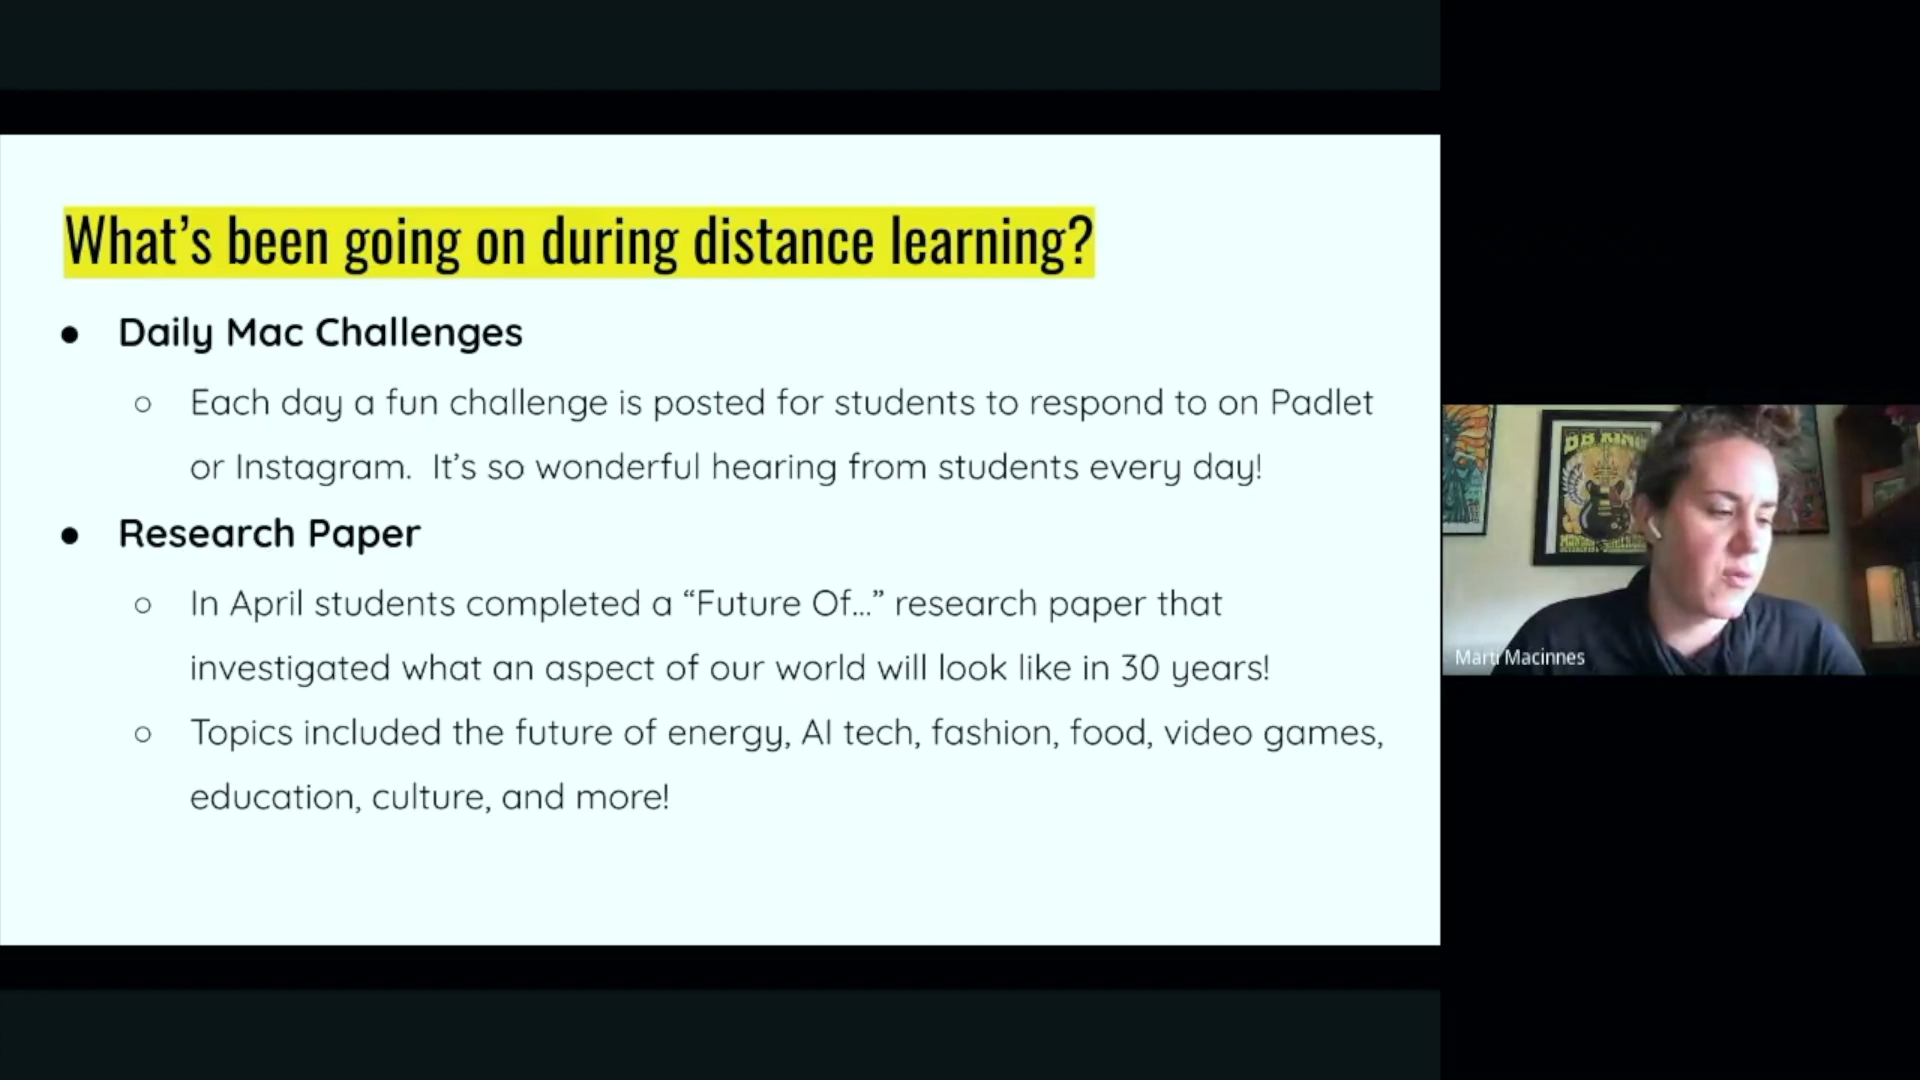 What’s been going on during distance learning?
● Daily Mac Challenges
○ Each day a fun challenge is posted for students to respond to on Padlet
or Instagram. It’s so wonderful hearing from students every day!
● Research Paper
○ In April students completed a “Future Of...” research paper that
investigated what an aspect of our world will look like in 30 years!
○ Topics included the future of energy, AI tech, fashion, food, video games,
education, culture, and more!
BB KING
Marti Macinnes